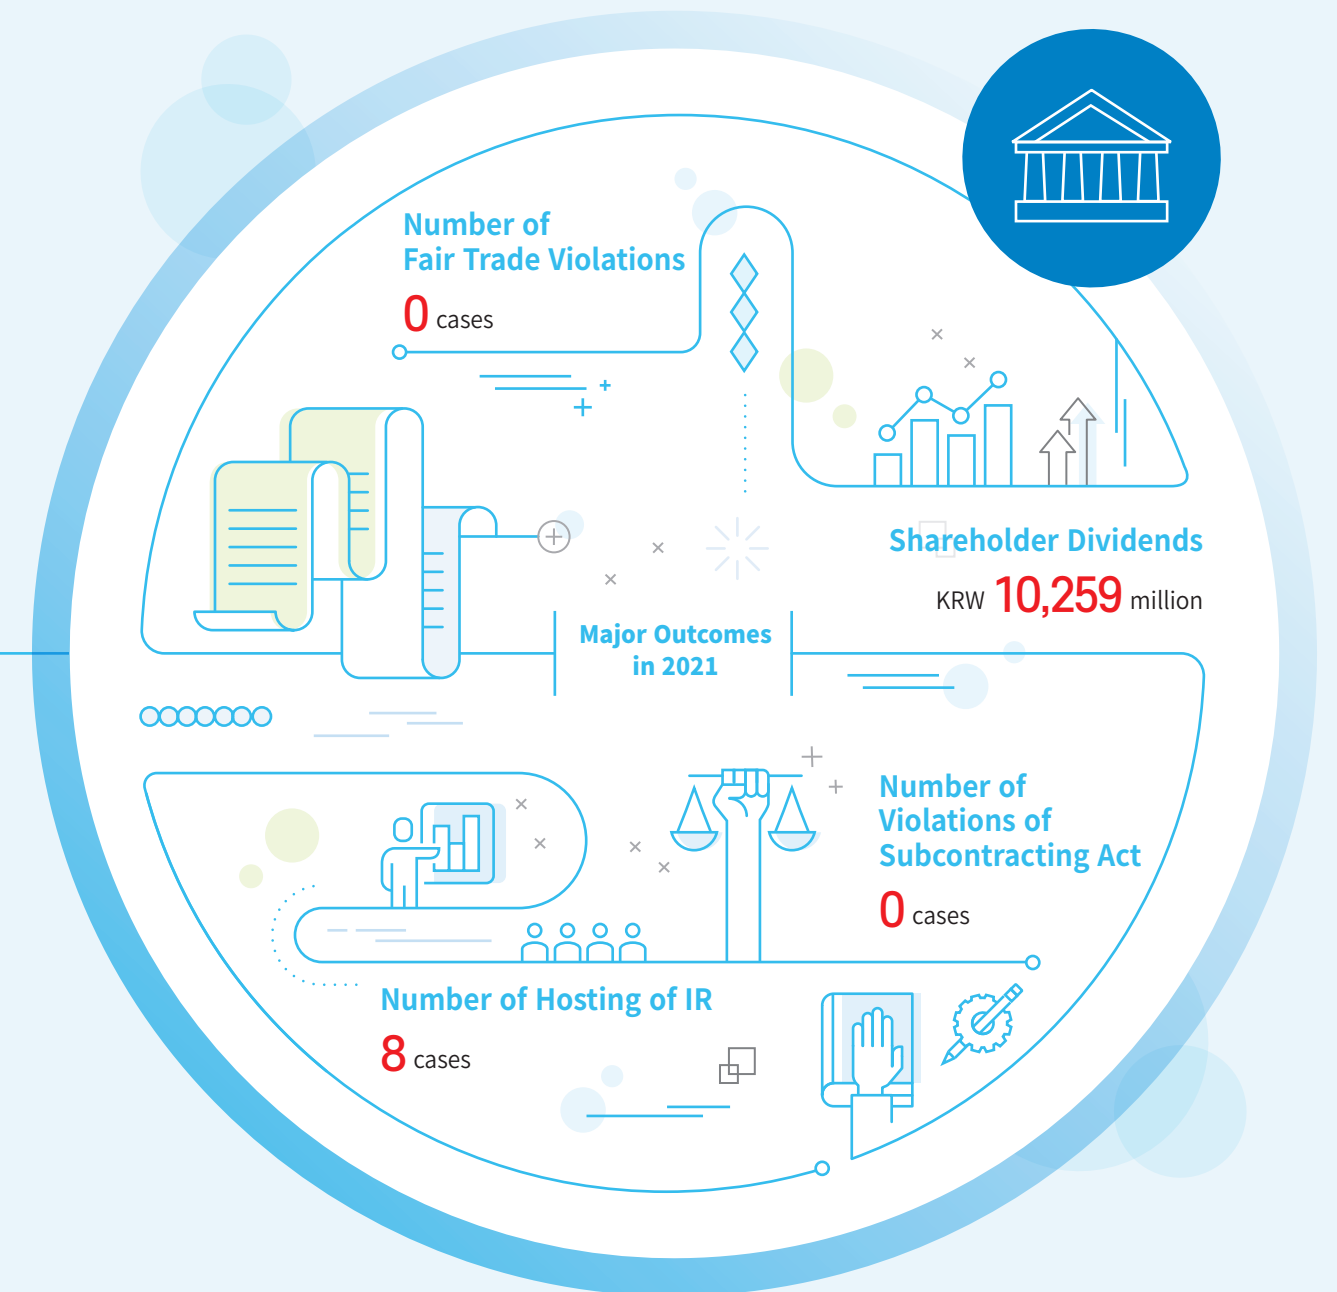 Number of
Fair Trade Violations
0 cases
Shareholder Dividends
KRW 10,259 million
Major Outcomes
in 2021
Number of
Violations of
Subcontracting Act
0 cases
Number of Hosting of IR
8 cases